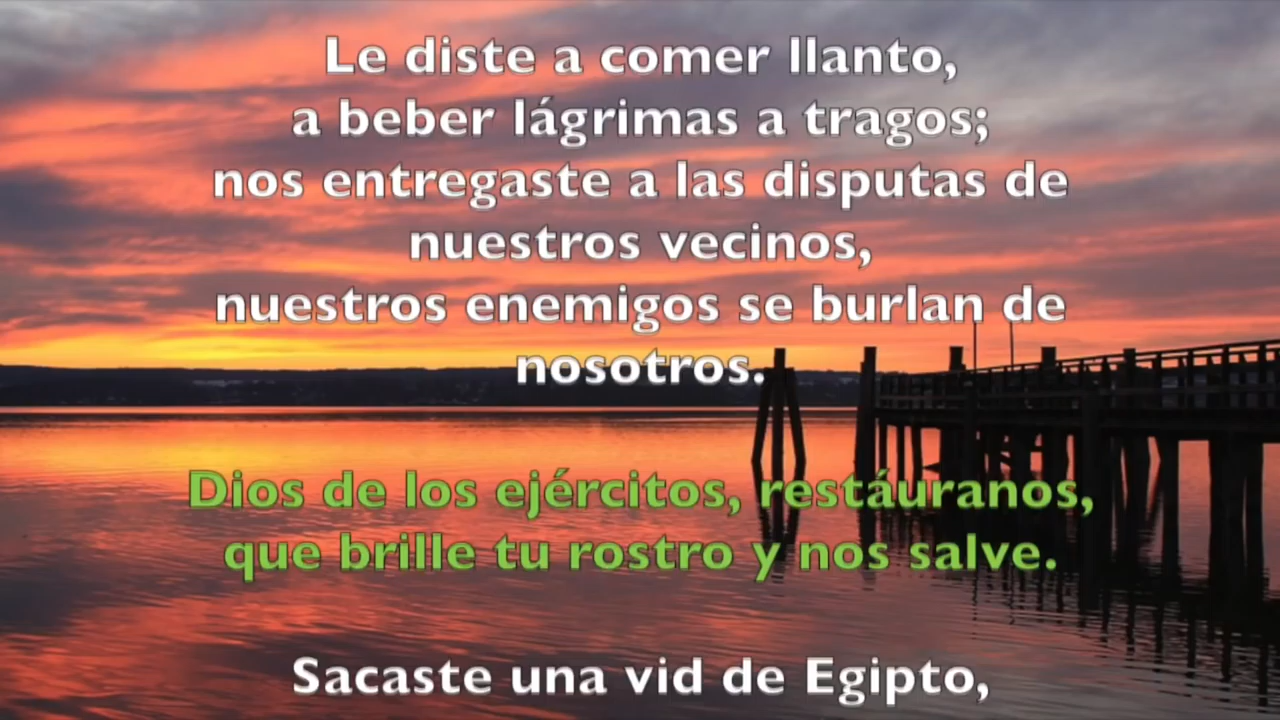 Le diste a comer llanto,
a beber lágrimas a tragos;
nos entregaste a las disputas de
nuestros vecinos,
nuestros enemigos se burlan de
nosotros.
Dios de los ejércitos, restáuranos,
que brille tu rostro y nos salve.
Sacaste una vid de Egipto,